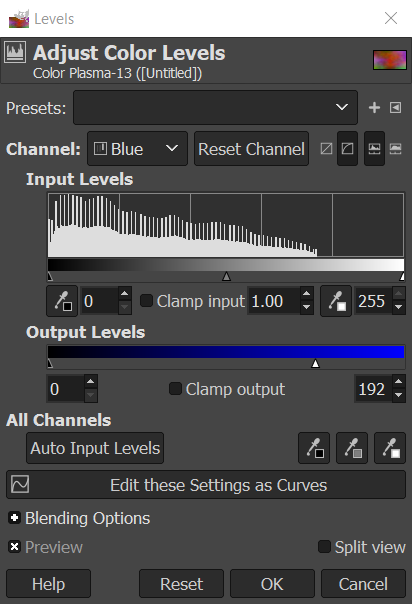 Levels
Adjust Color Levels
Color Plasma-13 ([Untitled])
Presets:
Channel: Blue Reset Channel
Input Levels
0 Clamp input 1.00 255
Output Levels
0 Clamp output 192
All Channels
Auto Input Levels
Edit these Settings as Curves
Blending Options
Preview Split view
Help Reset OK Cancel